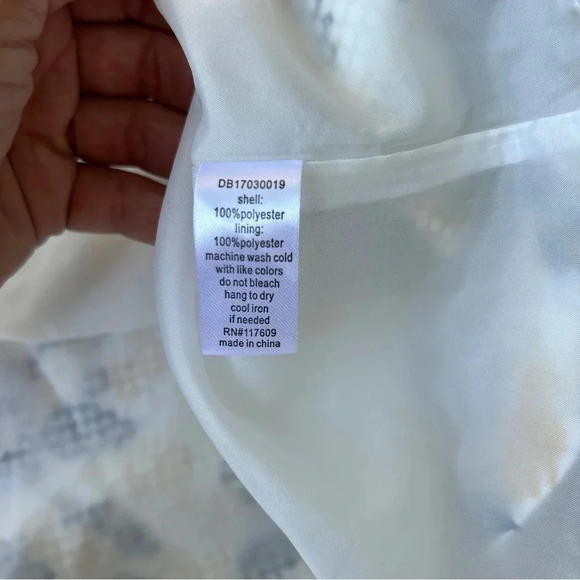 DB17030019
shell:
100%polyester
lining:
100%polyester
machine wash cold
with like colors
do not bleach
hang to dry
cool iron
if needed
RN#117609
made in china